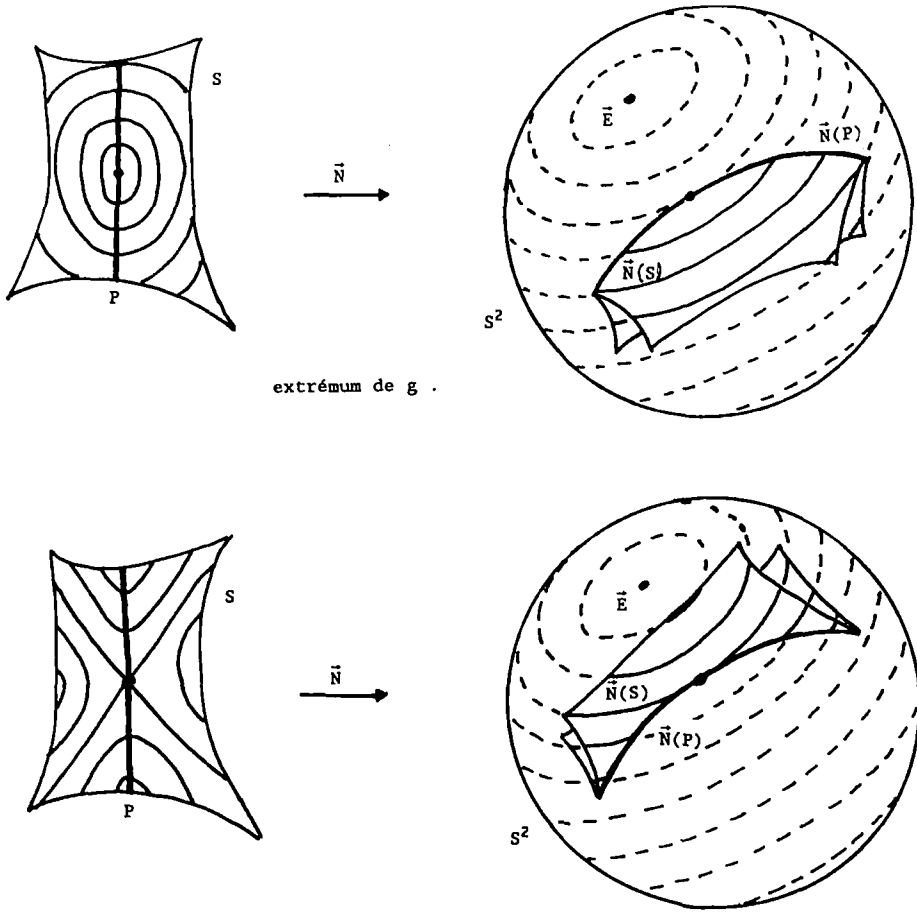 S
N⃗
E⃗
N⃗(P)
N⃗(S)
P
S²
extrémum de g .
S
N⃗
E⃗
N⃗(S)
N⃗(P)
P
S²